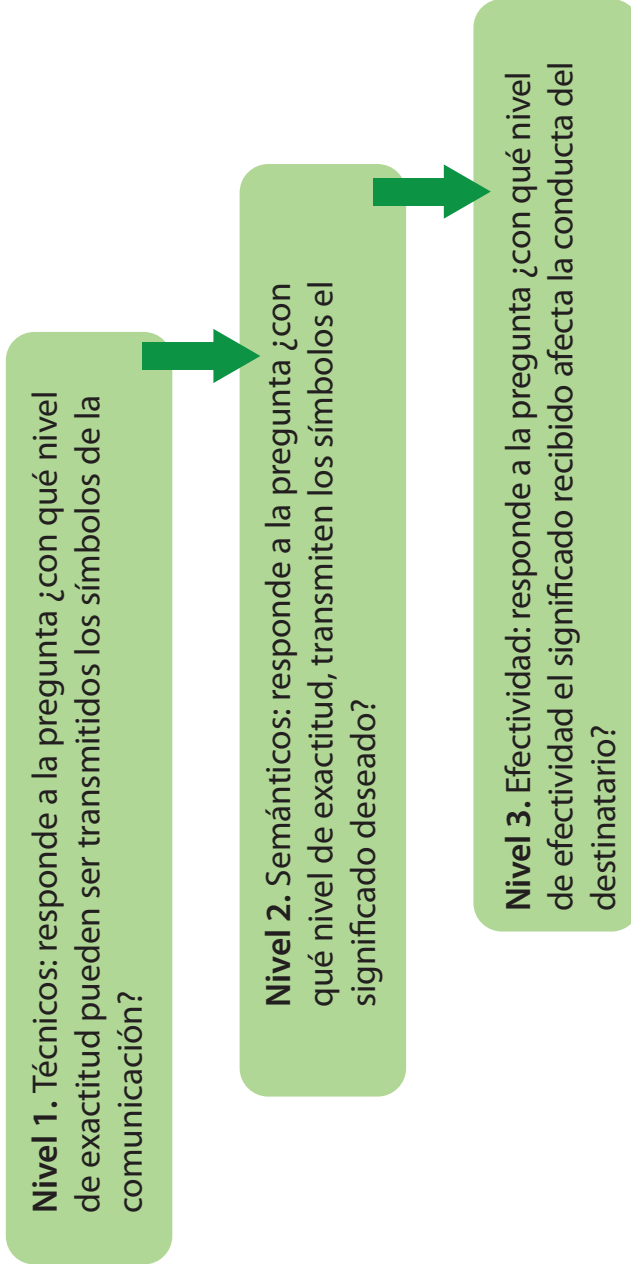 Nivel 1. Técnicos: responde a la pregunta ¿con qué nivel
de exactitud pueden ser transmitidos los símbolos de la
comunicación?
Nivel 2. Semánticos: responde a la pregunta ¿con
qué nivel de exactitud, transmiten los símbolos el
significado deseado?
Nivel 3. Efectividad: responde a la pregunta ¿con qué nivel
de efectividad el significado recibido afecta la conducta del
destinatario?